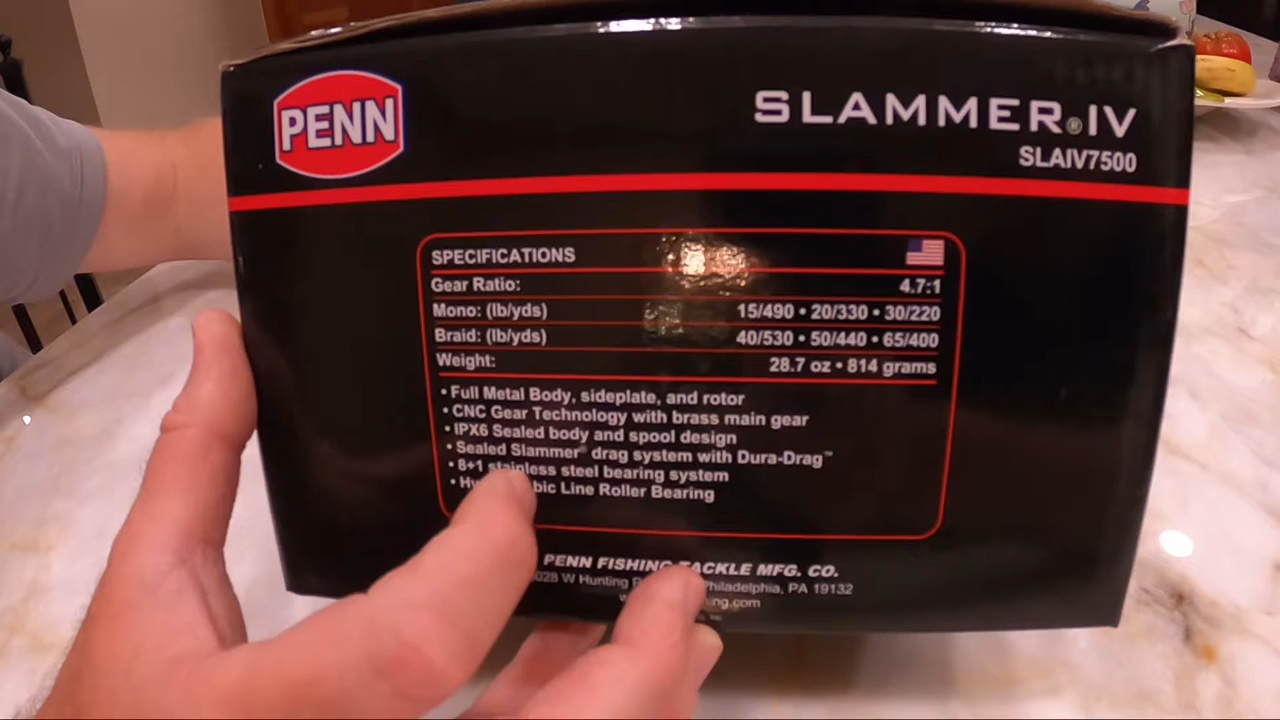 PENN
SLAMMER®IV
SLAIV7500
SPECIFICATIONS
Gear Ratio: 4.7:1
Mono: (lb/yds) 15/490 • 20/330 • 30/220
Braid: (lb/yds) 40/530 • 50/440 • 65/400
Weight: 28.7 oz • 814 grams
• Full Metal Body, sideplate, and rotor
• CNC Gear Technology with brass main gear
• IPX6 Sealed body and spool design
• Sealed Slammer® drag system with Dura-Drag™
• 8+1 stainless steel bearing system
• Line Roller Bearing
PENN FISHING TACKLE MFG. CO.
W Hunting Philadelphia, PA 19132